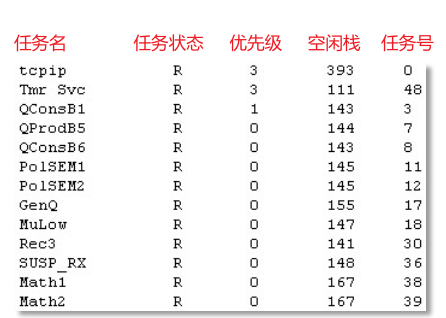 任务名 任务状态 优先级 空闲栈 任务号
tcpip R 3 393 0
Tmr Svc R 3 111 48
QConsB1 R 1 143 3
QProdB5 R 0 144 7
QConsB6 R 0 143 8
PolSEM1 R 0 145 11
PolSEM2 R 0 145 12
GenQ R 0 155 17
MuLow R 0 147 18
Rec3 R 0 141 30
SUSP_RX R 0 148 36
Math1 R 0 167 38
Math2 R 0 167 39